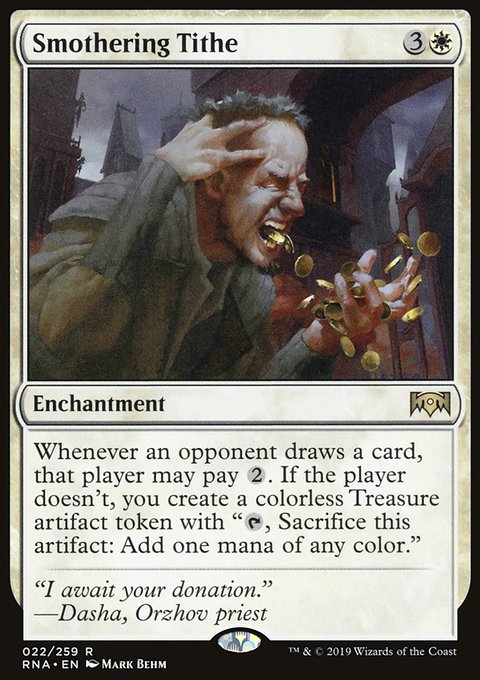 Smothering Tithe 3
Enchantment
Whenever an opponent draws a card,
that player may pay 2. If the player
doesn't, you create a colorless Treasure
artifact token with “, Sacrifice this
artifact: Add one mana of any color.”
“I await your donation.”
—Dasha, Orzhov priest
022/259 R
RNA • EN Mark Behm
™ & © 2019 Wizards of the Coast